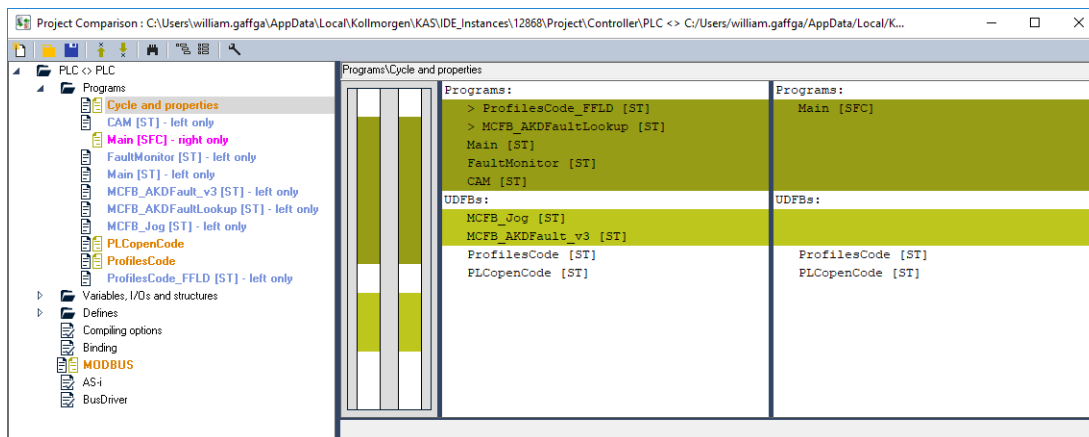 Project Comparison : C:\Users\william.gaffga\AppData\Local\Kollmorgen\KAS\IDE_Instances\12868\Project\Controller\PLC <> C:/Users/william.gaffga/AppData/Local/K...
PLC <> PLC
Programs
Cycle and properties
CAM [ST] - left only
Main [SFC] - right only
FaultMonitor [ST] - left only
Main [ST] - left only
MCFB_AKDFault_v3 [ST] - left only
MCFB_AKDFaultLookup [ST] - left only
MCFB_Jog [ST] - left only
PLCopenCode
ProfilesCode
ProfilesCode_FFLD [ST] - left only
Variables, I/Os and structures
Defines
Compiling options
Binding
MODBUS
AS-i
BusDriver
Programs\Cycle and properties
Programs:
> ProfilesCode_FFLD [ST]
> MCFB_AKDFaultLookup [ST]
Main [ST]
FaultMonitor [ST]
CAM [ST]
UDFBs:
MCFB_Jog [ST]
MCFB_AKDFault_v3 [ST]
ProfilesCode [ST]
PLCopenCode [ST]
Programs:
Main [SFC]
UDFBs:
ProfilesCode [ST]
PLCopenCode [ST]